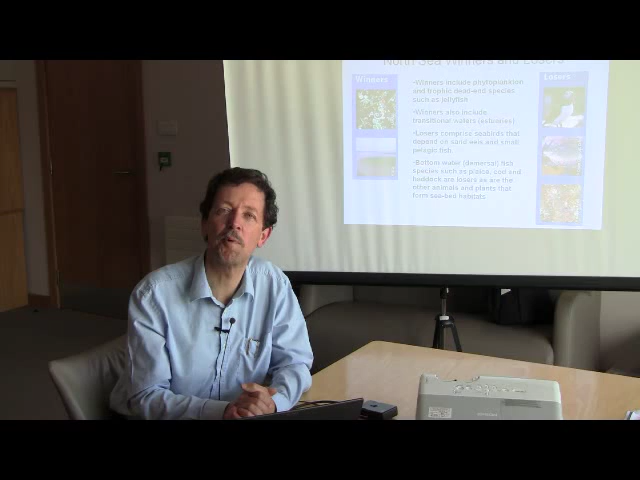 North Sea Winners and Losers
Winners
Losers
•Winners include phytoplankton
and trophic dead-end species
such as jellyfish
•Winners also include
transitional waters (estuaries)
•Losers comprise seabirds that
depend on sand eels and small
pelagic fish
•Bottom water (demersal) fish
species such as plaice, cod and
haddock are losers as are the
other animals and plants that
form sea-bed habitats